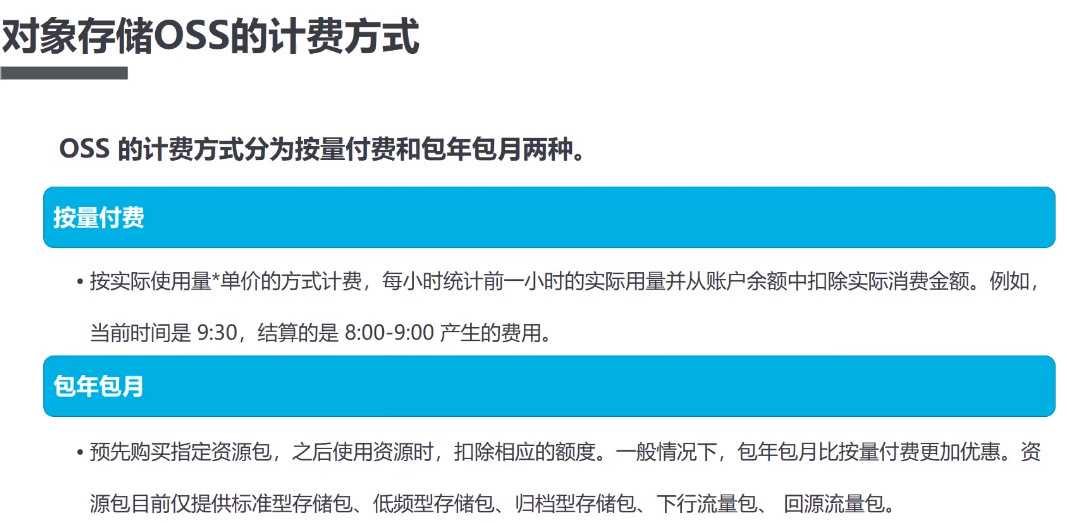 对象存储OSS的计费方式
OSS 的计费方式分为按量付费和包年包月两种。
按量付费
• 按实际使用量*单价的方式计费，每小时统计前一小时的实际用量并从账户余额中扣除实际消费金额。例如，
当前时间是 9:30，结算的是 8:00-9:00 产生的费用。
包年包月
• 预先购买指定资源包，之后使用资源时，扣除相应的额度。一般情况下，包年包月比按量付费更加优惠。资
源包目前仅提供标准型存储包、低频型存储包、归档型存储包、下行流量包、 回源流量包。